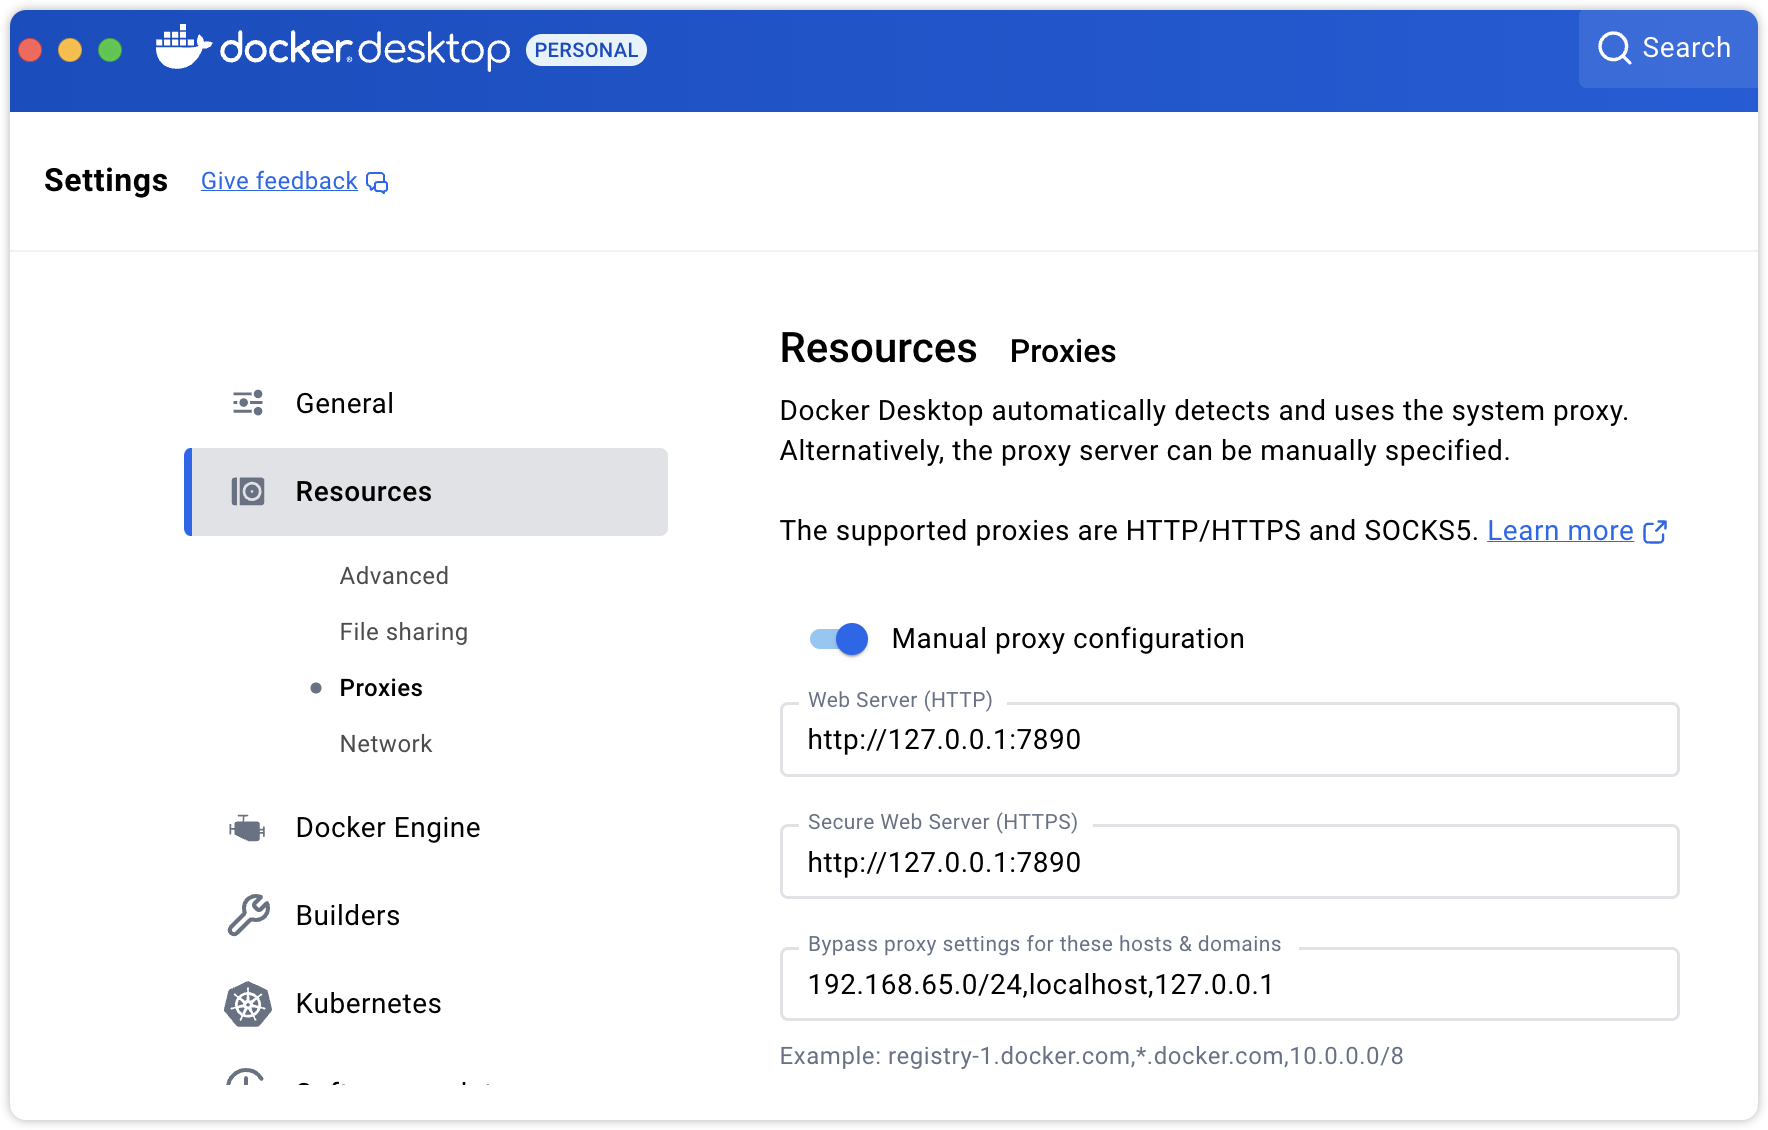 docker desktop PERSONAL
Search
Settings Give feedback
General
Resources
Advanced
File sharing
Proxies
Network
Docker Engine
Builders
Kubernetes
Resources Proxies
Docker Desktop automatically detects and uses the system proxy.
Alternatively, the proxy server can be manually specified.
The supported proxies are HTTP/HTTPS and SOCKS5. Learn more
Manual proxy configuration
Web Server (HTTP)
http://127.0.0.1:7890
Secure Web Server (HTTPS)
http://127.0.0.1:7890
Bypass proxy settings for these hosts & domains
192.168.65.0/24,localhost,127.0.0.1
Example: registry-1.docker.com,*.docker.com,10.0.0.0/8